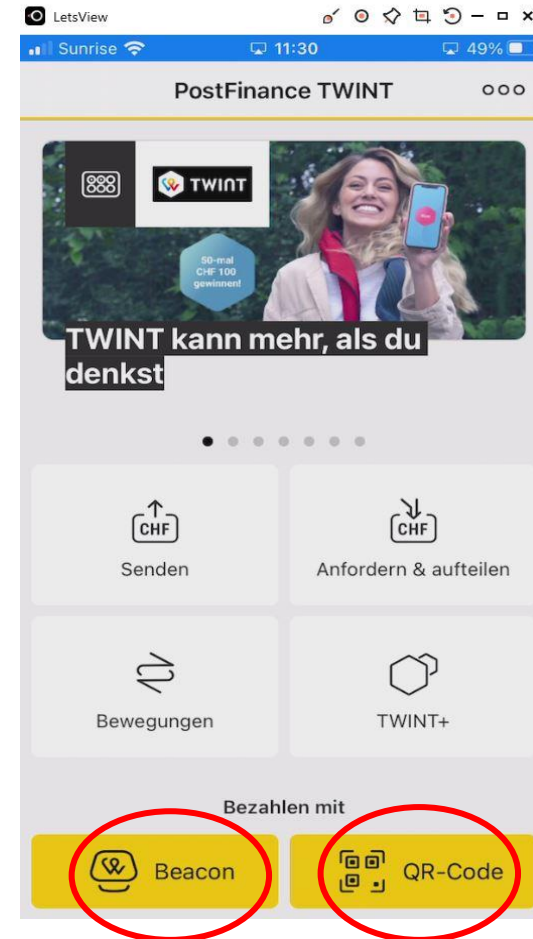 LetsView
Sunrise 11:30 49%
PostFinance TWINT
TWINT
50-mal
CHF 100
gewinnen!
TWINT kann mehr, als du
denkst
CHF CHF
Senden Anfordern & aufteilen
Bewegungen TWINT+
Bezahlen mit
Beacon QR-Code